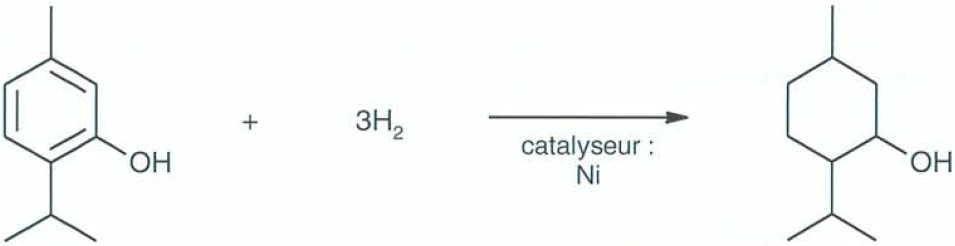 OH + 3H₂ catalyseur : OH
Ni